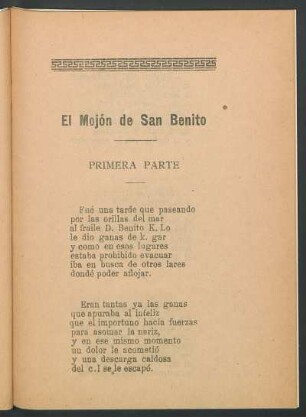 El Mojón de San Benito
PRIMERA PARTE
Fué una tarde que paseando
por las orillas del mar
al fraile D. Benito K. Lo
le dio ganas de k. gar
y como en esos lugares
estaba prohibido evacuar
iba en busca de otros lares
dondé poder aflojar.
Eran tantas ya las ganas
que apuraba al infeliz
que el importano hacia fuerzas
para asomar la nariz,
y en ese mismo momento
un dolor le acometió
y una descarga caldosa
del c.l se le escapó.